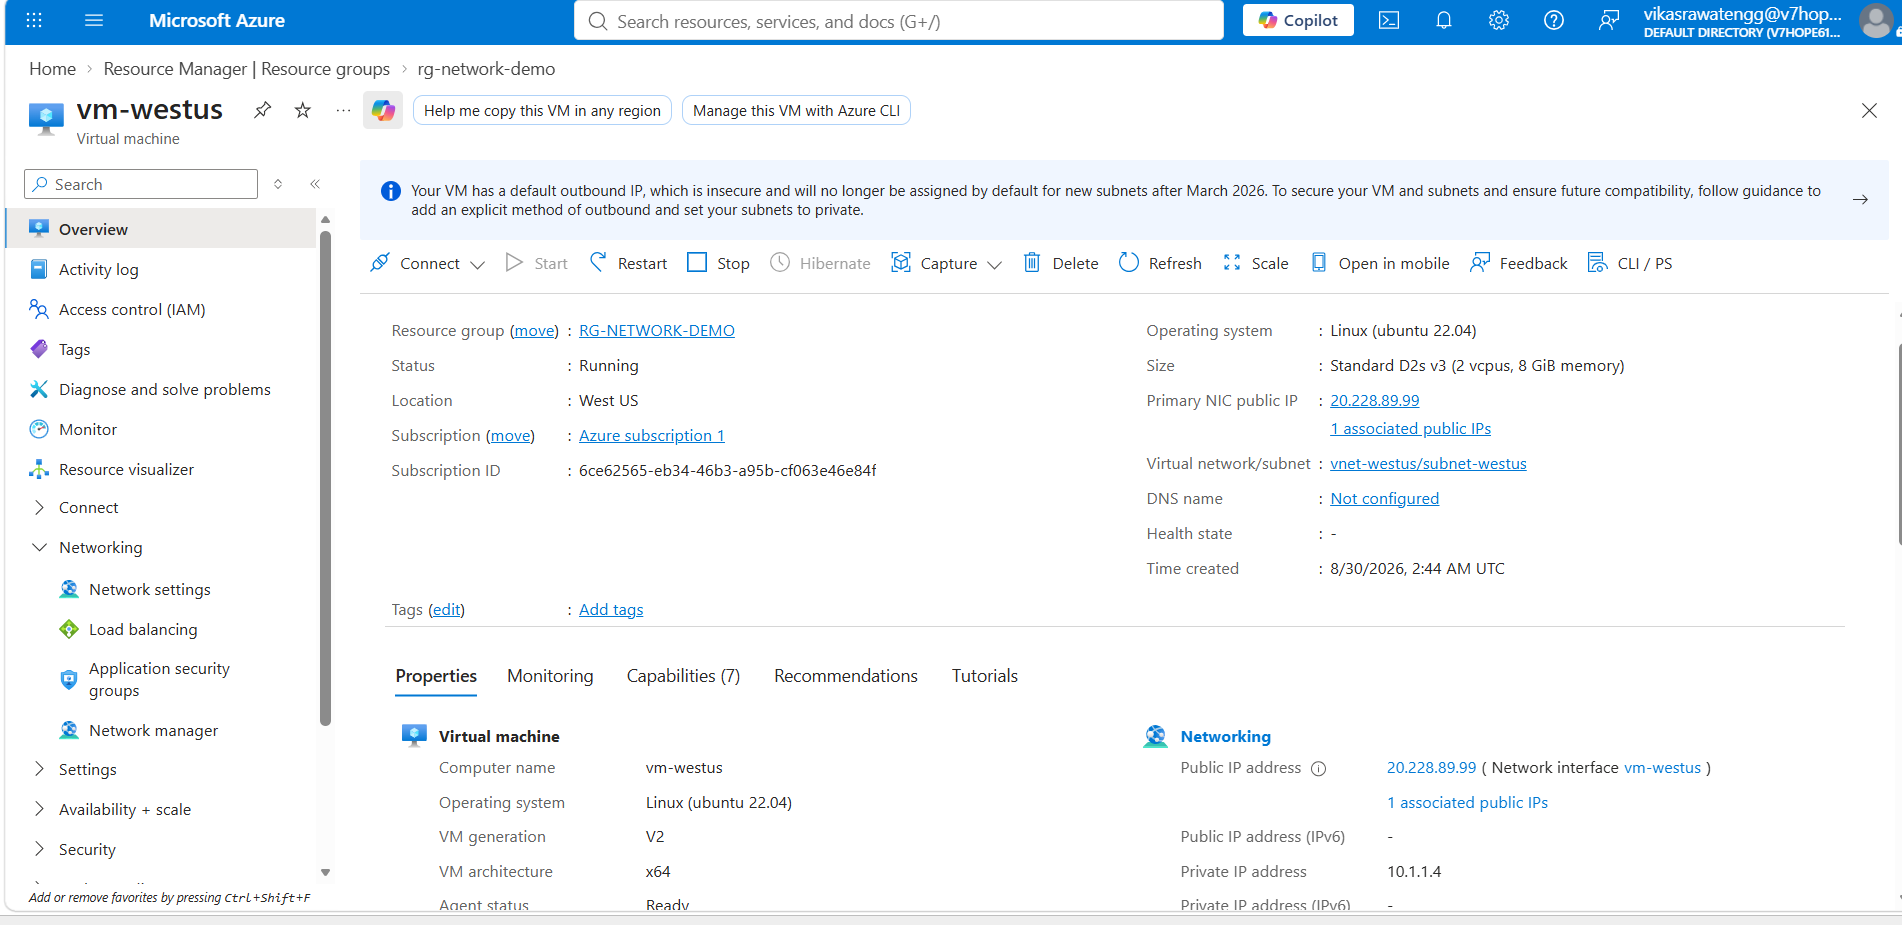 Microsoft Azure
Search resources, services, and docs (G+/)
Copilot
vikasrawatengg@v7hop...
DEFAULT DIRECTORY (V7HOPE61...
Home > Resource Manager | Resource groups > rg-network-demo
vm-westus
Virtual machine
Help me copy this VM in any region
Manage this VM with Azure CLI
Search
Overview
Activity log
Access control (IAM)
Tags
Diagnose and solve problems
Monitor
Resource visualizer
Connect
Networking
Network settings
Load balancing
Application security
groups
Network manager
Settings
Availability + scale
Security
Add or remove favorites by pressing Ctrl+Shift+F
Your VM has a default outbound IP, which is insecure and will no longer be assigned by default for new subnets after March 2026. To secure your VM and subnets and ensure future compatibility, follow guidance to
add an explicit method of outbound and set your subnets to private.
Connect Start Restart Stop Hibernate Capture Delete Refresh Scale Open in mobile Feedback CLI / PS
Resource group (move) : RG-NETWORK-DEMO
Status : Running
Location : West US
Subscription (move) : Azure subscription 1
Subscription ID : 6ce62565-eb34-46b3-a95b-cf063e46e84f
Operating system : Linux (ubuntu 22.04)
Size : Standard D2s v3 (2 vcpus, 8 GiB memory)
Primary NIC public IP : 20.228.89.99
1 associated public IPs
Virtual network/subnet : vnet-westus/subnet-westus
DNS name : Not configured
Health state : -
Time created : 8/30/2026, 2:44 AM UTC
Tags (edit) : Add tags
Properties Monitoring Capabilities (7) Recommendations Tutorials
Virtual machine
Computer name vm-westus
Operating system Linux (ubuntu 22.04)
VM generation V2
VM architecture x64
Agent status Ready
Networking
Public IP address 20.228.89.99 ( Network interface vm-westus )
1 associated public IPs
Public IP address (IPv6) -
Private IP address 10.1.1.4
Private IP address (IPv6) -